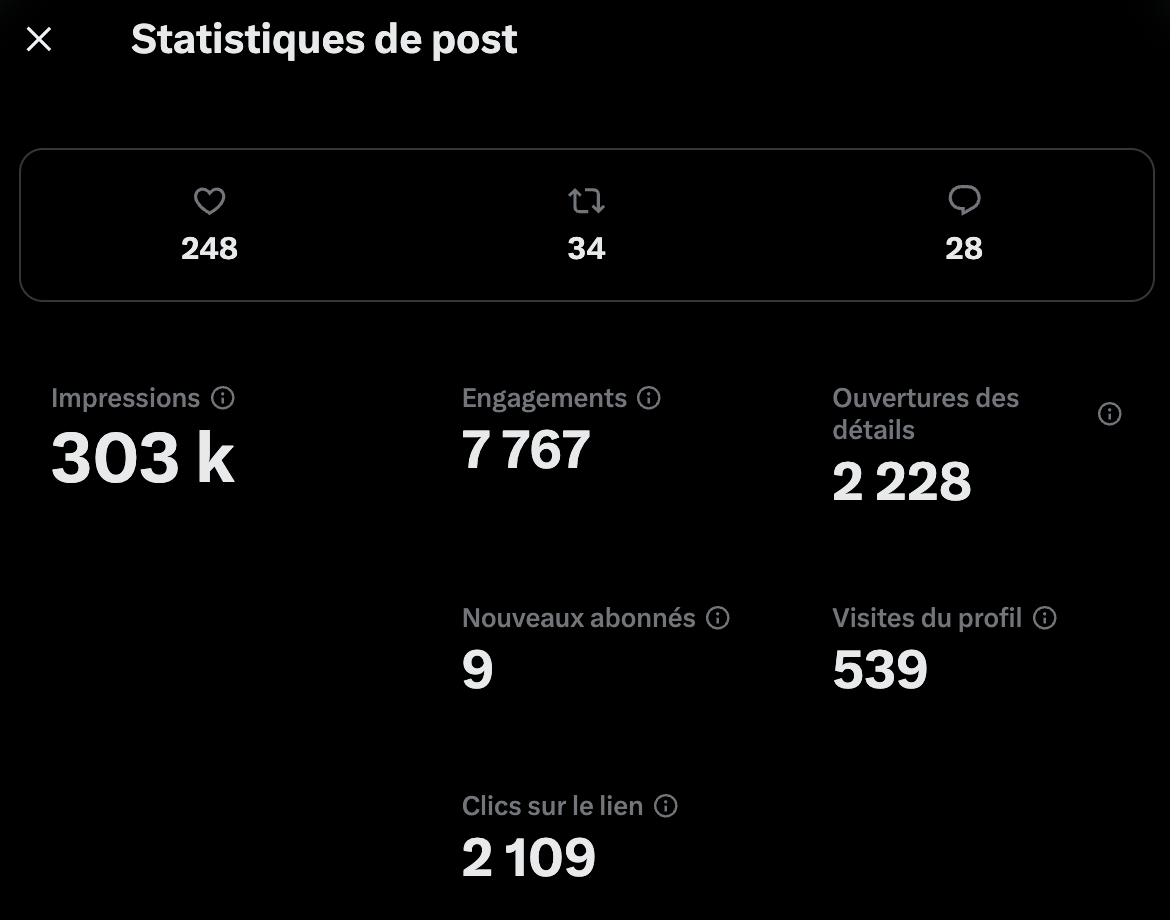 Statistiques de post
248
34
28
Impressions
303 k
Engagements
7 767
Ouvertures des
détails
2 228
Nouveaux abonnés
9
Visites du profil
539
Clics sur le lien
2 109